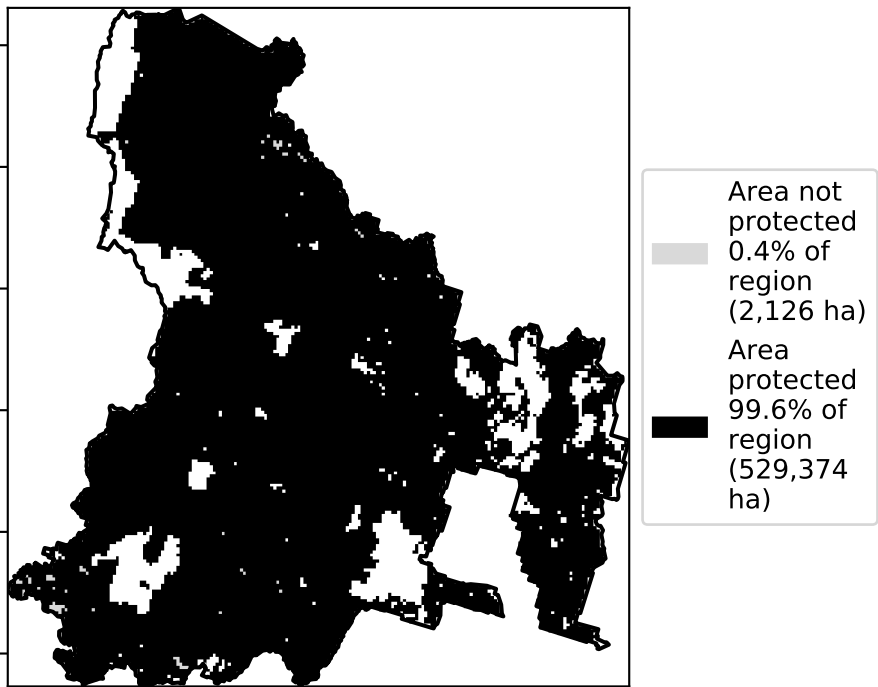 Area not
protected
0.4% of
region
(2,126 ha)
Area
protected
99.6% of
region
(529,374
ha)